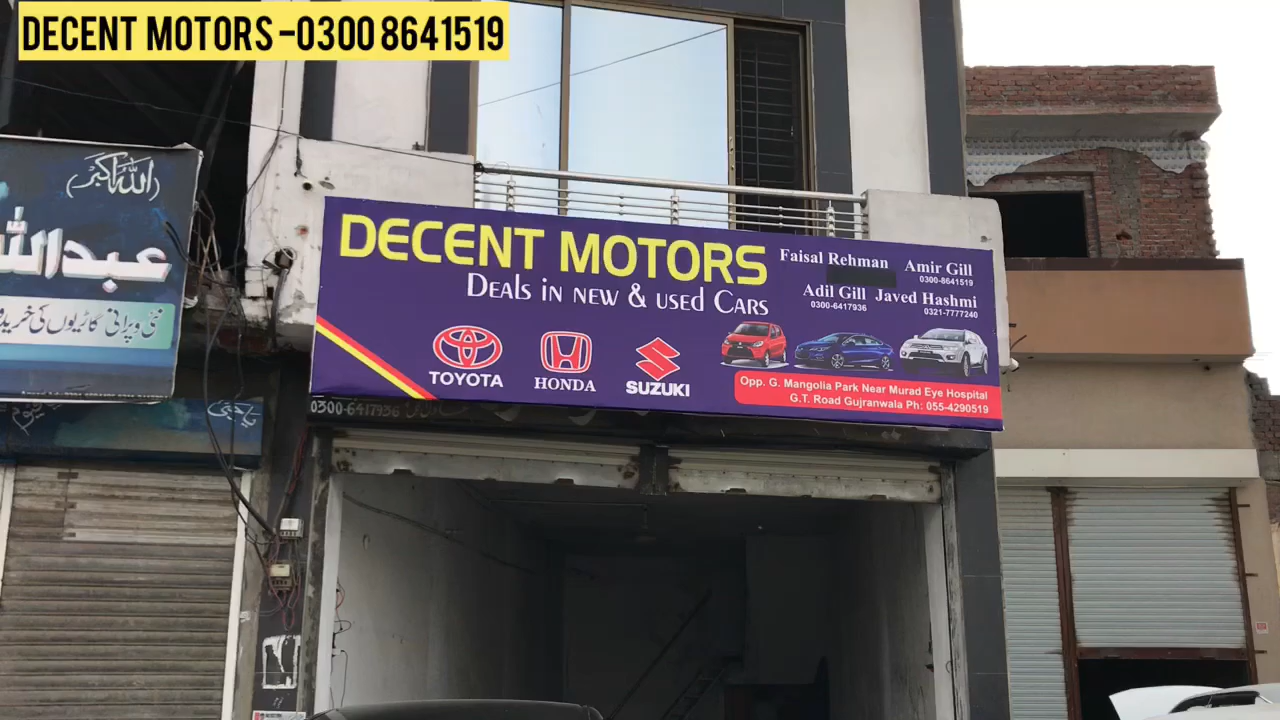 DECENT MOTORS -0300 8641519
اللہ اکبر
عبداللہ
نئی و پرانی گاڑیوں کی خرید و
DECENT MOTORS
DEALS IN NEW & USED CARS
Faisal Rehman
Amir Gill
0300-8641519
Adil Gill
0300-6417936
Javed Hashmi
0321-7777240
TOYOTA
HONDA
SUZUKI
Opp. G. Mangolia Park Near Murad Eye Hospital
G.T. Road Gujranwala Ph: 055-4290519
0300-6417936